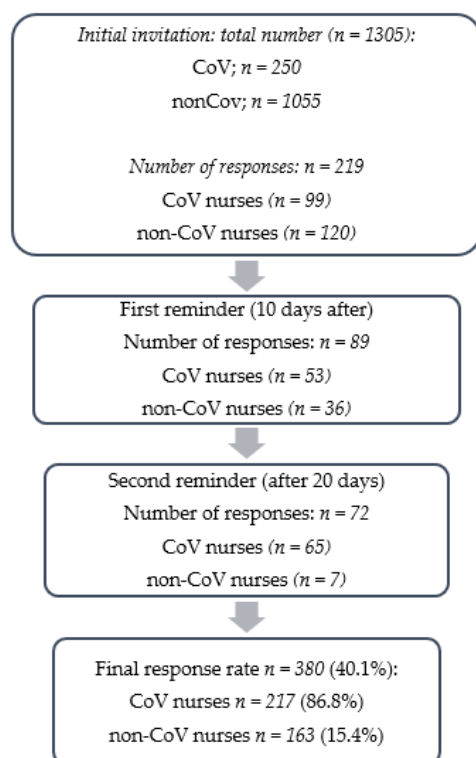 Initial invitation: total number (n = 1305):
CoV; n = 250
nonCov; n = 1055
Number of responses: n = 219
CoV nurses (n = 99)
non-CoV nurses (n = 120)
First reminder (10 days after)
Number of responses: n = 89
CoV nurses (n = 53)
non-CoV nurses (n = 36)
Second reminder (after 20 days)
Number of responses: n = 72
CoV nurses (n = 65)
non-CoV nurses (n = 7)
Final response rate n = 380 (40.1%):
CoV nurses n = 217 (86.8%)
non-CoV nurses n = 163 (15.4%)